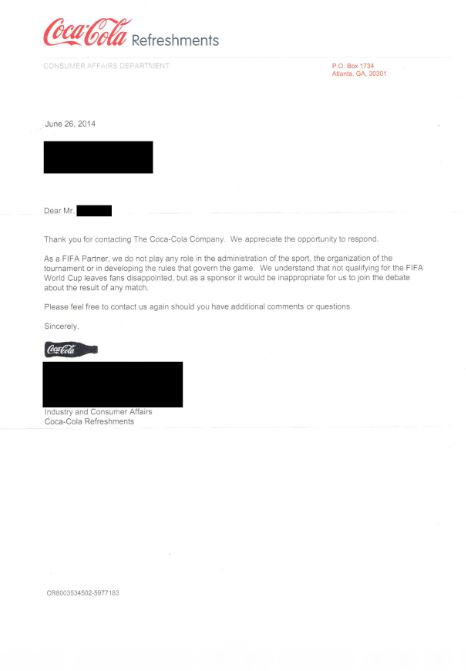 Coca-Cola Refreshments
CONSUMER AFFAIRS DEPARTMENT
P.O. Box 1734
Atlanta, GA, 30301
June 26, 2014
Dear Mr.
Thank you for contacting The Coca-Cola Company. We appreciate the opportunity to respond.
As a FIFA Partner, we do not play any role in the administration of the sport, the organization of the
tournament or in developing the rules that govern the game. We understand that not qualifying for the FIFA
World Cup leaves fans disappointed, but as a sponsor it would be inappropriate for us to join the debate
about the result of any match.
Please feel free to contact us again should you have additional comments or questions.
Sincerely,
Coca-Cola
Industry and Consumer Affairs
Coca-Cola Refreshments
CR8003534502-5977183